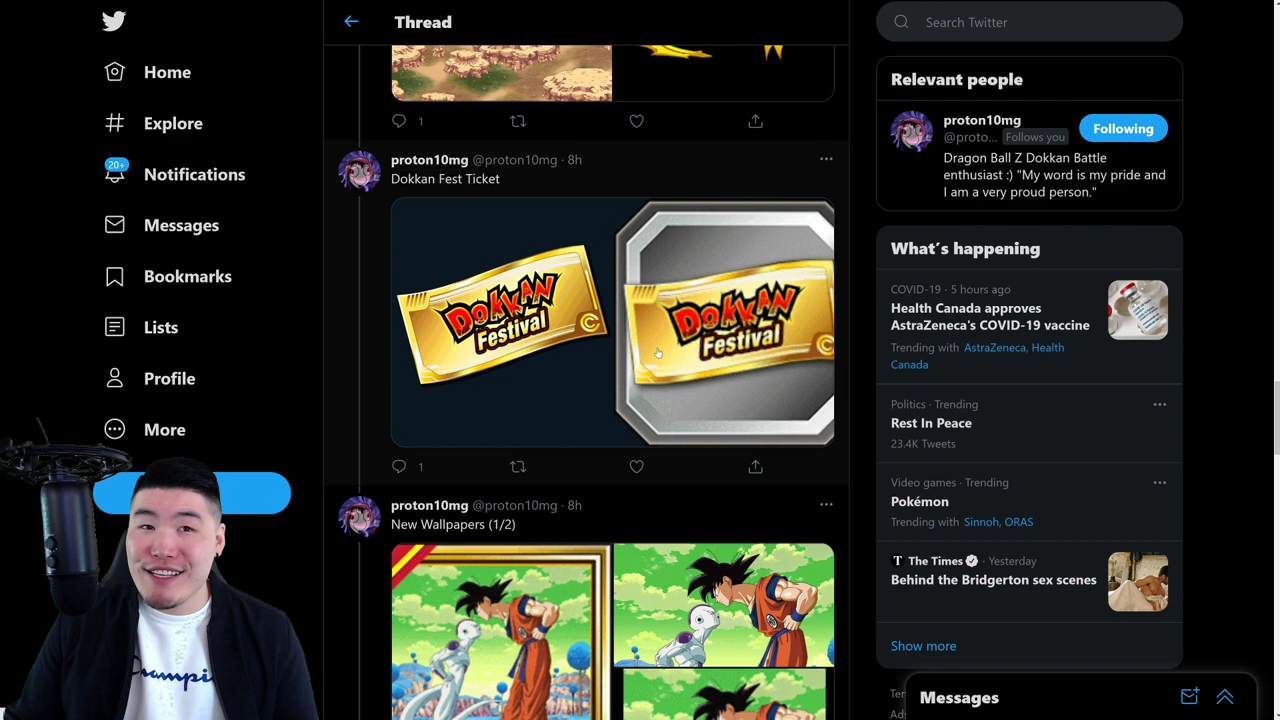 Home
Explore
20+
Notifications
Messages
Bookmarks
Lists
Profile
More
Champio
Thread
1
proton10mg @proton10mg · 8h
Dokkan Fest Ticket
DOKKAN
Festival
DOKKAN
Festival
1
proton10mg @proton10mg · 8h
New Wallpapers (1/2)
Search Twitter
Relevant people
proton10mg
@proto... Follows you
Following
Dragon Ball Z Dokkan Battle
enthusiast :) "My word is my pride and
I am a very proud person."
What's happening
COVID-19 · 5 hours ago
Health Canada approves
AstraZeneca's COVID-19 vaccine
Trending with AstraZeneca, Health
Canada
Politics · Trending
Rest In Peace
23.4K Tweets
Video games · Trending
Pokémon
Trending with Sinnoh, ORAS
The Times · Yesterday
Behind the Bridgerton sex scenes
Show more
Messages